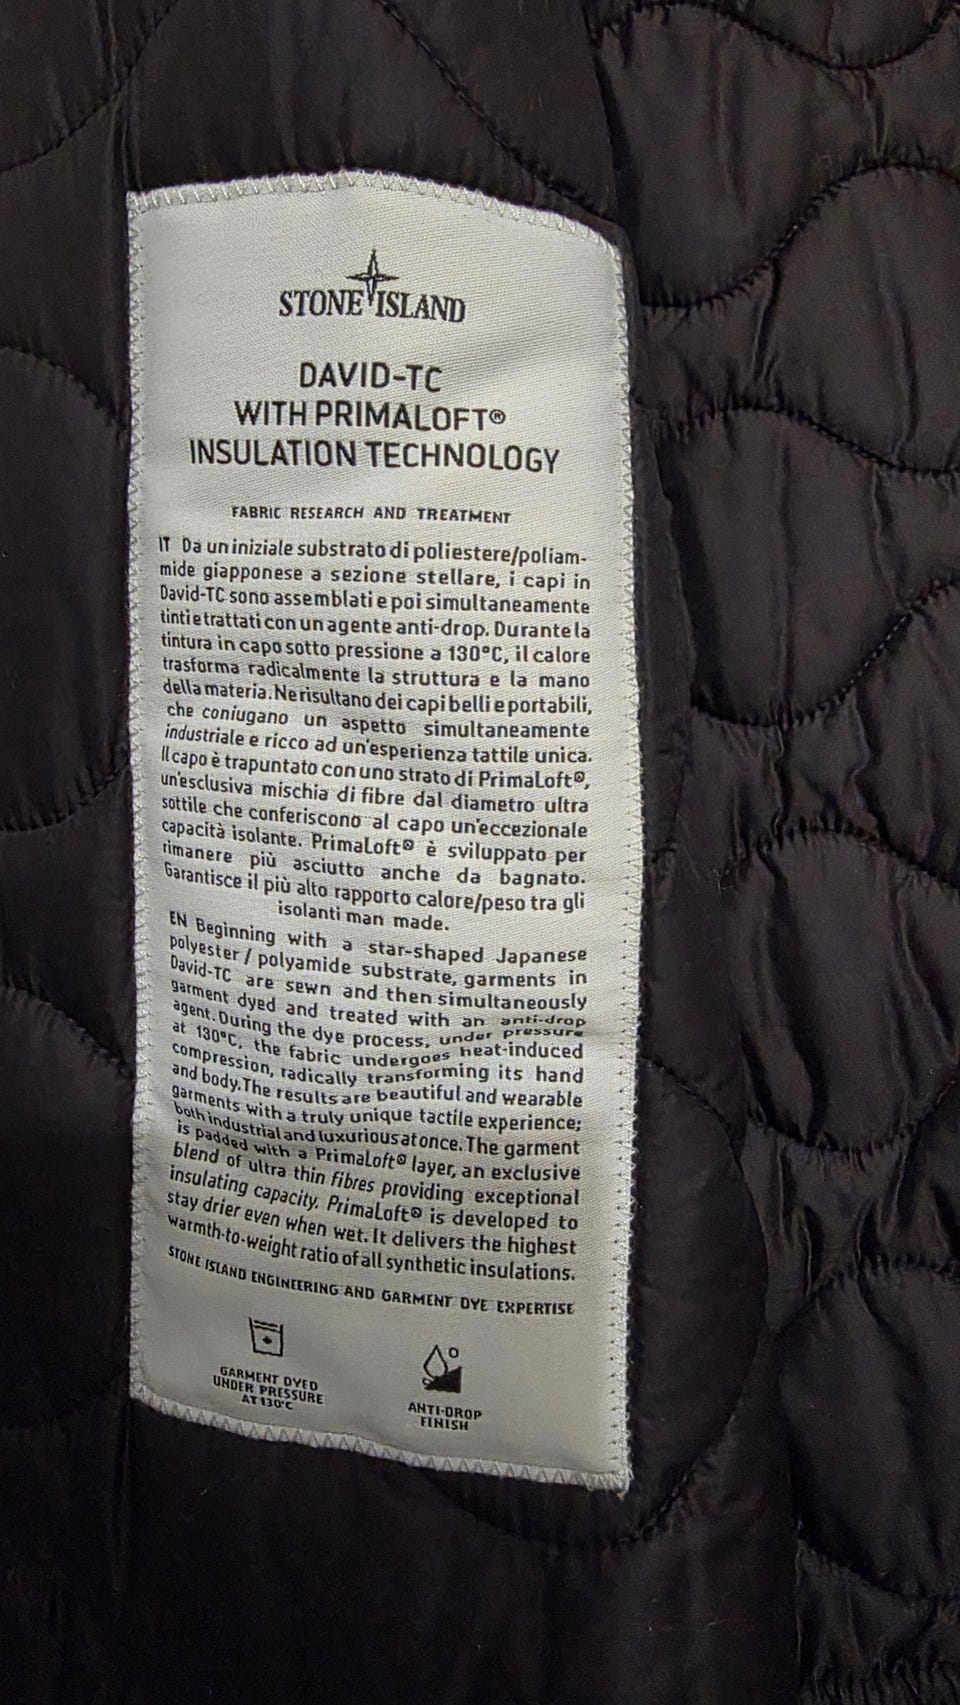 STONE ISLAND
DAVID-TC
WITH PRIMALOFT®
INSULATION TECHNOLOGY
FABRIC RESEARCH AND TREATMENT
IT Da un iniziale substrato di poliestere/poliam-
mide giapponese a sezione stellare, i capi in
David-TC sono assemblati e poi simultaneamente
tinti e trattati con un agente anti-drop. Durante la
tintura in capo sotto pressione a 130°C, il calore
trasforma radicalmente la struttura e la mano
della materia. Ne risultano dei capi belli e portabili,
che coniugano un aspetto simultaneamente
industriale e ricco ad un'esperienza tattile unica.
Il capo è trapuntato con uno strato di PrimaLoft®,
un'esclusiva mischia di fibre dal diametro ultra
sottile che conferiscono al capo un'eccezionale
capacità isolante. PrimaLoft® è sviluppato per
rimanere più asciutto anche da bagnato.
Garantisce il più alto rapporto calore/peso tra gli
isolanti man made.
EN Beginning with a star-shaped Japanese
polyester / polyamide substrate, garments in
David-TC are sewn and then simultaneously
garment dyed and treated with an anti-drop
agent. During the dye process, under pressure
at 130°C, the fabric undergoes heat-induced
compression, radically transforming its hand
and body. The results are beautiful and wearable
garments with a truly unique tactile experience;
both industrial and luxurious at once. The garment
is padded with a PrimaLoft® layer, an exclusive
blend of ultra thin fibres providing exceptional
insulating capacity. PrimaLoft® is developed to
stay drier even when wet. It delivers the highest
warmth-to-weight ratio of all synthetic insulations.
STONE ISLAND ENGINEERING AND GARMENT DYE EXPERTISE
GARMENT DYED
UNDER PRESSURE
AT 130°C
ANTI-DROP
FINISH